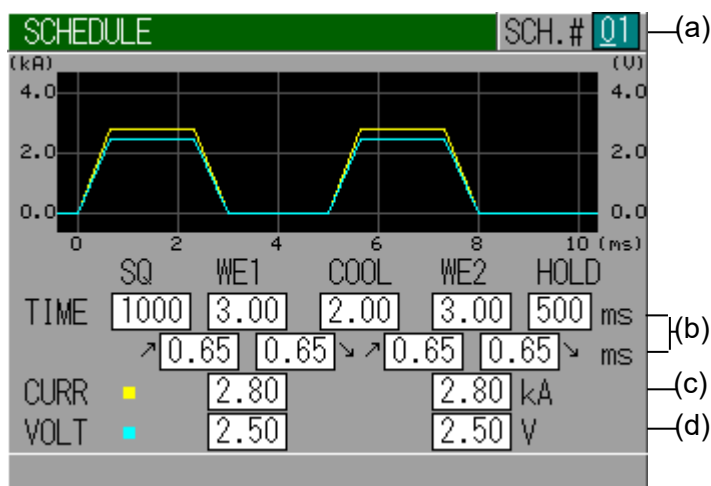 SCHEDULE SCH.# 01 (a)
(kA) (V)
4.0 4.0
2.0 2.0
0.0 0.0
0 2 4 6 8 10 (ms)
SQ WE1 COOL WE2 HOLD
TIME 1000 3.00 2.00 3.00 500 ms
(b)
↗ 0.65 0.65 ↘ ↗ 0.65 0.65 ↘ ms
CURR 2.80 2.80 kA (c)
VOLT 2.50 2.50 V (d)